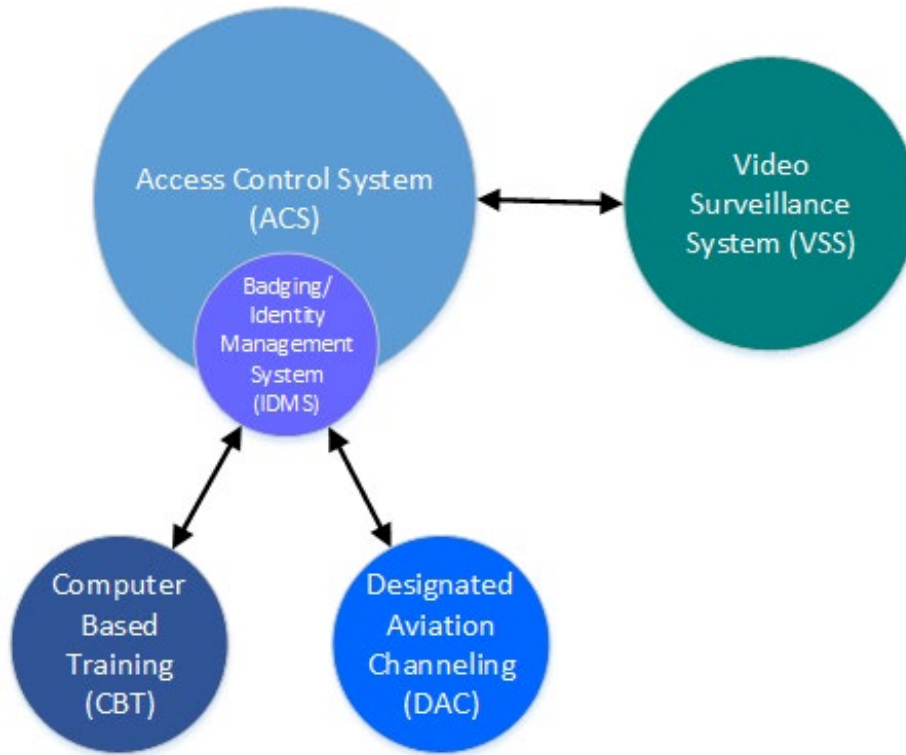 Access Control System
(ACS)
Video
Surveillance
System (VSS)
Badging/
Identity
Management
System
(IDMS)
Computer
Based
Training
(CBT)
Designated
Aviation
Channeling
(DAC)